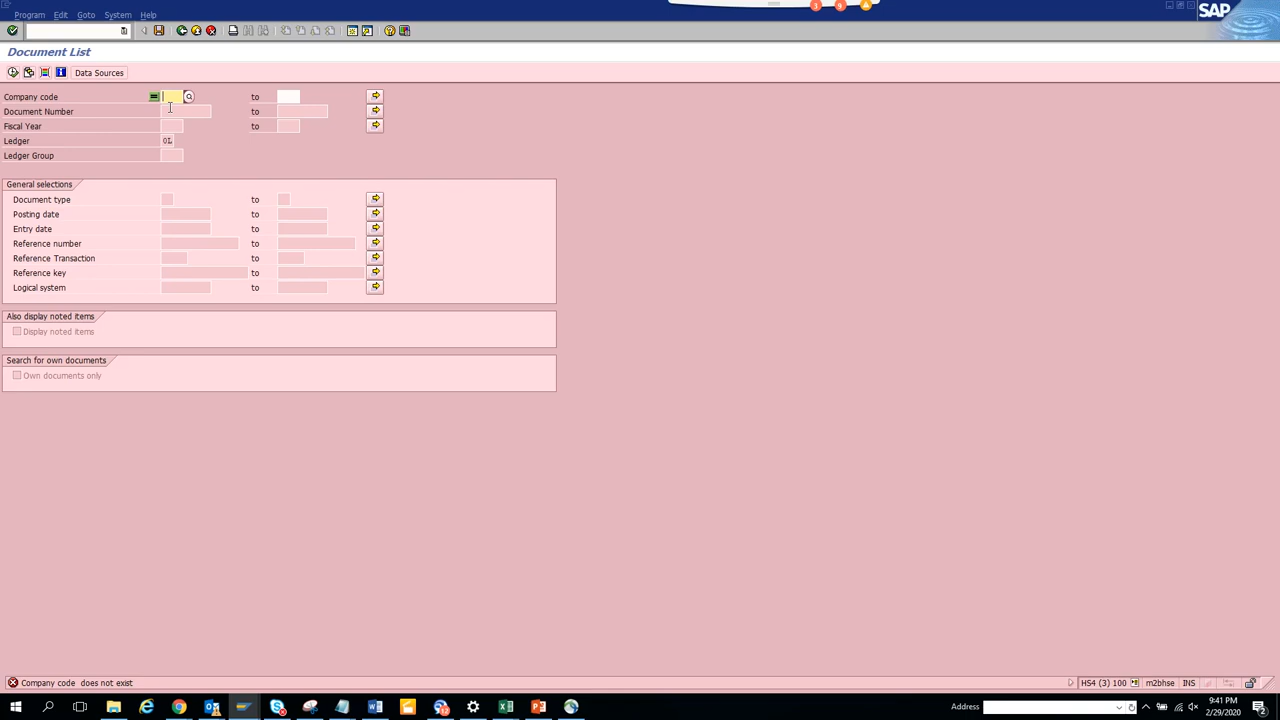 Program Edit Goto System Help
3 9
SAP
Document List
Data Sources
Company code to
Document Number to
Fiscal Year to
Ledger 0L
Ledger Group
General selections
Document type to
Posting date to
Entry date to
Reference number to
Reference Transaction to
Reference key to
Logical system to
Also display noted items
Display noted items
Search for own documents
Own documents only
Company code does not exist
HS4 (3) 100 m2bhse INS
Address
9:41 PM
2/29/2020